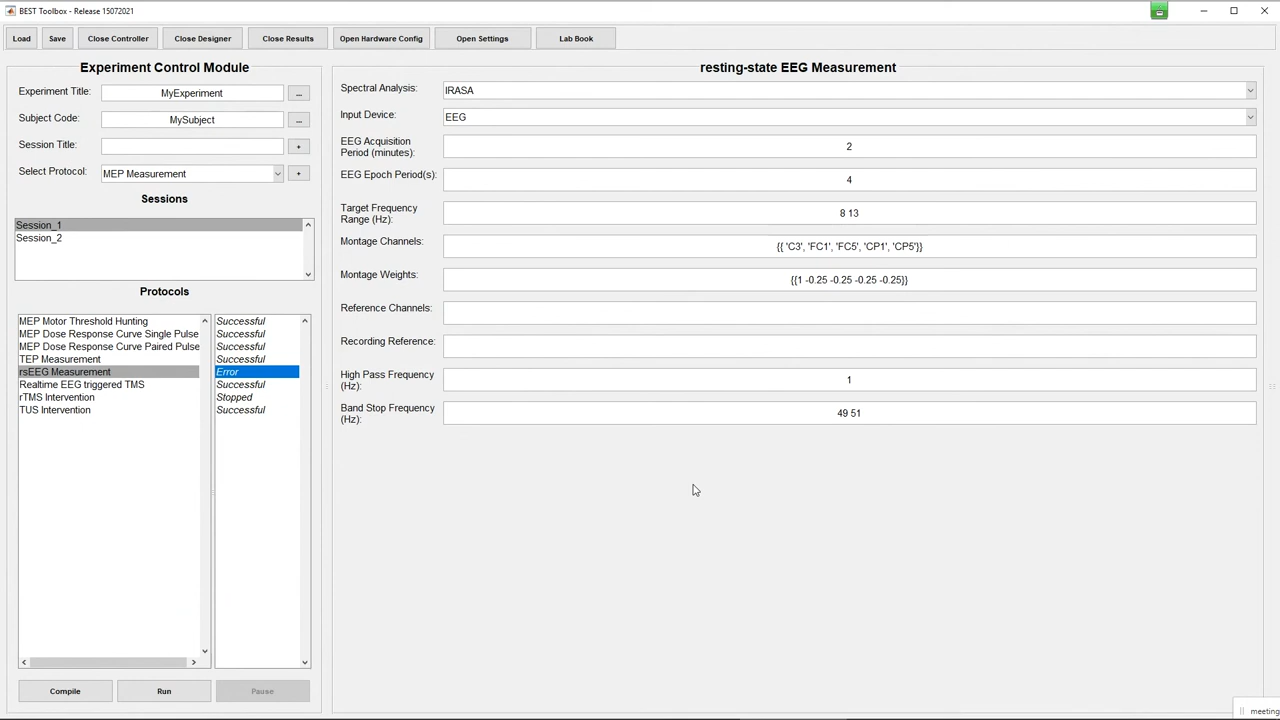 BEST Toolbox - Release 15072021
Load Save Close Controller Close Designer Close Results Open Hardware Config Open Settings Lab Book
Experiment Control Module
Experiment Title: MyExperiment ...
Subject Code: MySubject ...
Session Title: +
Select Protocol: MEP Measurement +
Sessions
Session_1
Session_2
Protocols
MEP Motor Threshold Hunting Successful
MEP Dose Response Curve Single Pulse Successful
MEP Dose Response Curve Paired Pulse Successful
TEP Measurement Successful
rsEEG Measurement Error
Realtime EEG triggered TMS Successful
rTMS Intervention Stopped
TUS Intervention Successful
Compile Run Pause
resting-state EEG Measurement
Spectral Analysis: IRASA
Input Device: EEG
EEG Acquisition
Period (minutes): 2
EEG Epoch Period(s): 4
Target Frequency
Range (Hz): 8 13
Montage Channels: {{ 'C3', 'FC1', 'FC5', 'CP1', 'CP5'}}
Montage Weights: {{1 -0.25 -0.25 -0.25 -0.25}}
Reference Channels:
Recording Reference:
High Pass Frequency
(Hz): 1
Band Stop Frequency
(Hz): 49 51
meeting